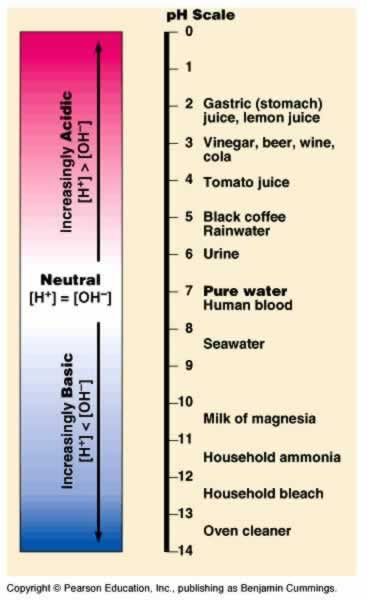 pH Scale
0
1
2
Gastric (stomach)
juice, lemon juice
3
Vinegar, beer, wine,
cola
4
Tomato juice
5
Black coffee
Rainwater
6
Urine
7
Pure water
Human blood
8
Seawater
9
10
Milk of magnesia
11
Household ammonia
12
Household bleach
13
Oven cleaner
14
Increasingly Acidic
[H⁺] > [OH⁻]
Neutral
[H⁺] = [OH⁻]
Increasingly Basic
[H⁺] < [OH⁻]
Copyright © Pearson Education, Inc., publishing as Benjamin Cummings.